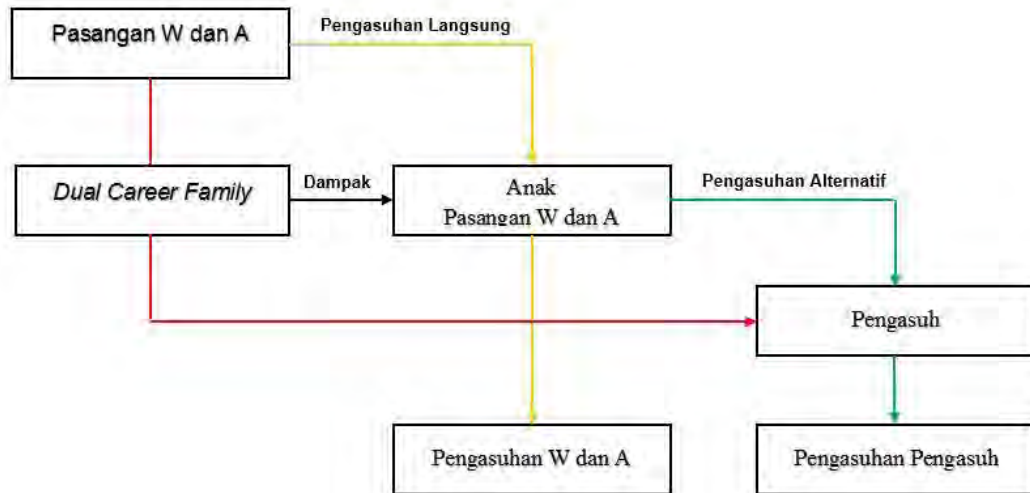 Pasangan W dan A
Pengasuhan Langsung
Dual Career Family
Dampak
Anak
Pasangan W dan A
Pengasuhan Alternatif
Pengasuh
Pengasuhan W dan A
Pengasuhan Pengasuh